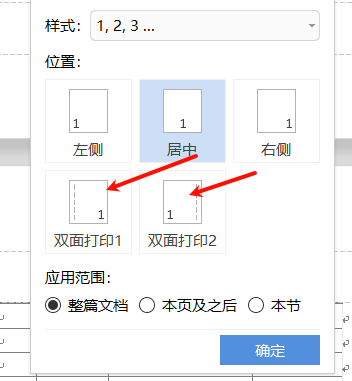 样式： 1, 2, 3 ...
位置：
1 1 1
左侧 居中 右侧
1 1
双面打印1 双面打印2
应用范围：
整篇文档 本页及之后 本节
确定